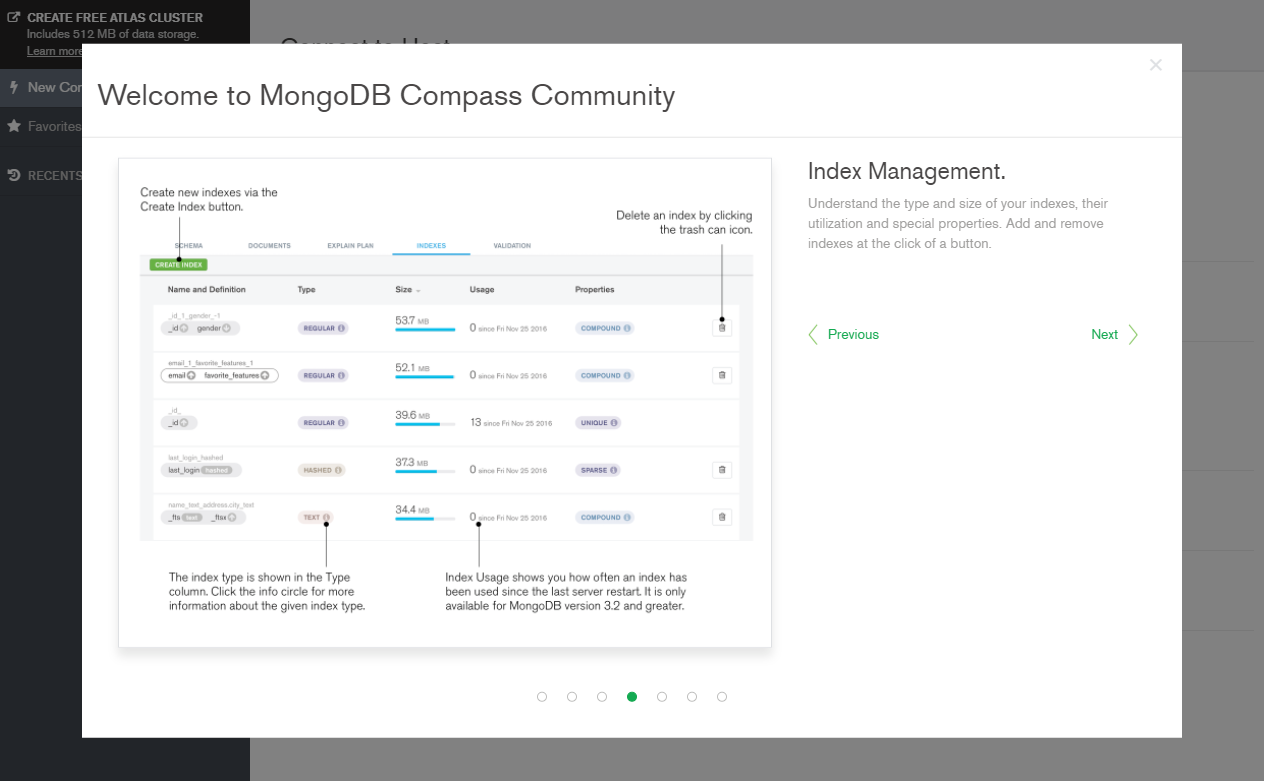 CREATE FREE ATLAS CLUSTER
Includes 512 MB of data storage.
Learn more
New Con
Favorites
RECENTS
Connect to Host
Welcome to MongoDB Compass Community
Create new indexes via the
Create Index button.
Delete an index by clicking
the trash can icon.
SCHEMA DOCUMENTS EXPLAIN PLAN INDEXES VALIDATION
CREATE INDEX
Name and Definition Type Size Usage Properties
_id_1_gender_-1
_id gender REGULAR 53.7 MB 0 since Fri Nov 25 2016 COMPOUND
email_1_favorite_features_1
email favorite_features REGULAR 52.1 MB 0 since Fri Nov 25 2016 COMPOUND
_id_
_id REGULAR 39.6 MB 13 since Fri Nov 25 2016 UNIQUE
last_login_hashed
last_login hashed HASHED 37.3 MB 0 since Fri Nov 25 2016 SPARSE
name_text_address.city_text
_fts text _ftsx TEXT 34.4 MB 0 since Fri Nov 25 2016 COMPOUND
The index type is shown in the Type
column. Click the info circle for more
information about the given index type.
Index Usage shows you how often an index has
been used since the last server restart. It is only
available for MongoDB version 3.2 and greater.
Index Management.
Understand the type and size of your indexes, their
utilization and special properties. Add and remove
indexes at the click of a button.
Previous
Next